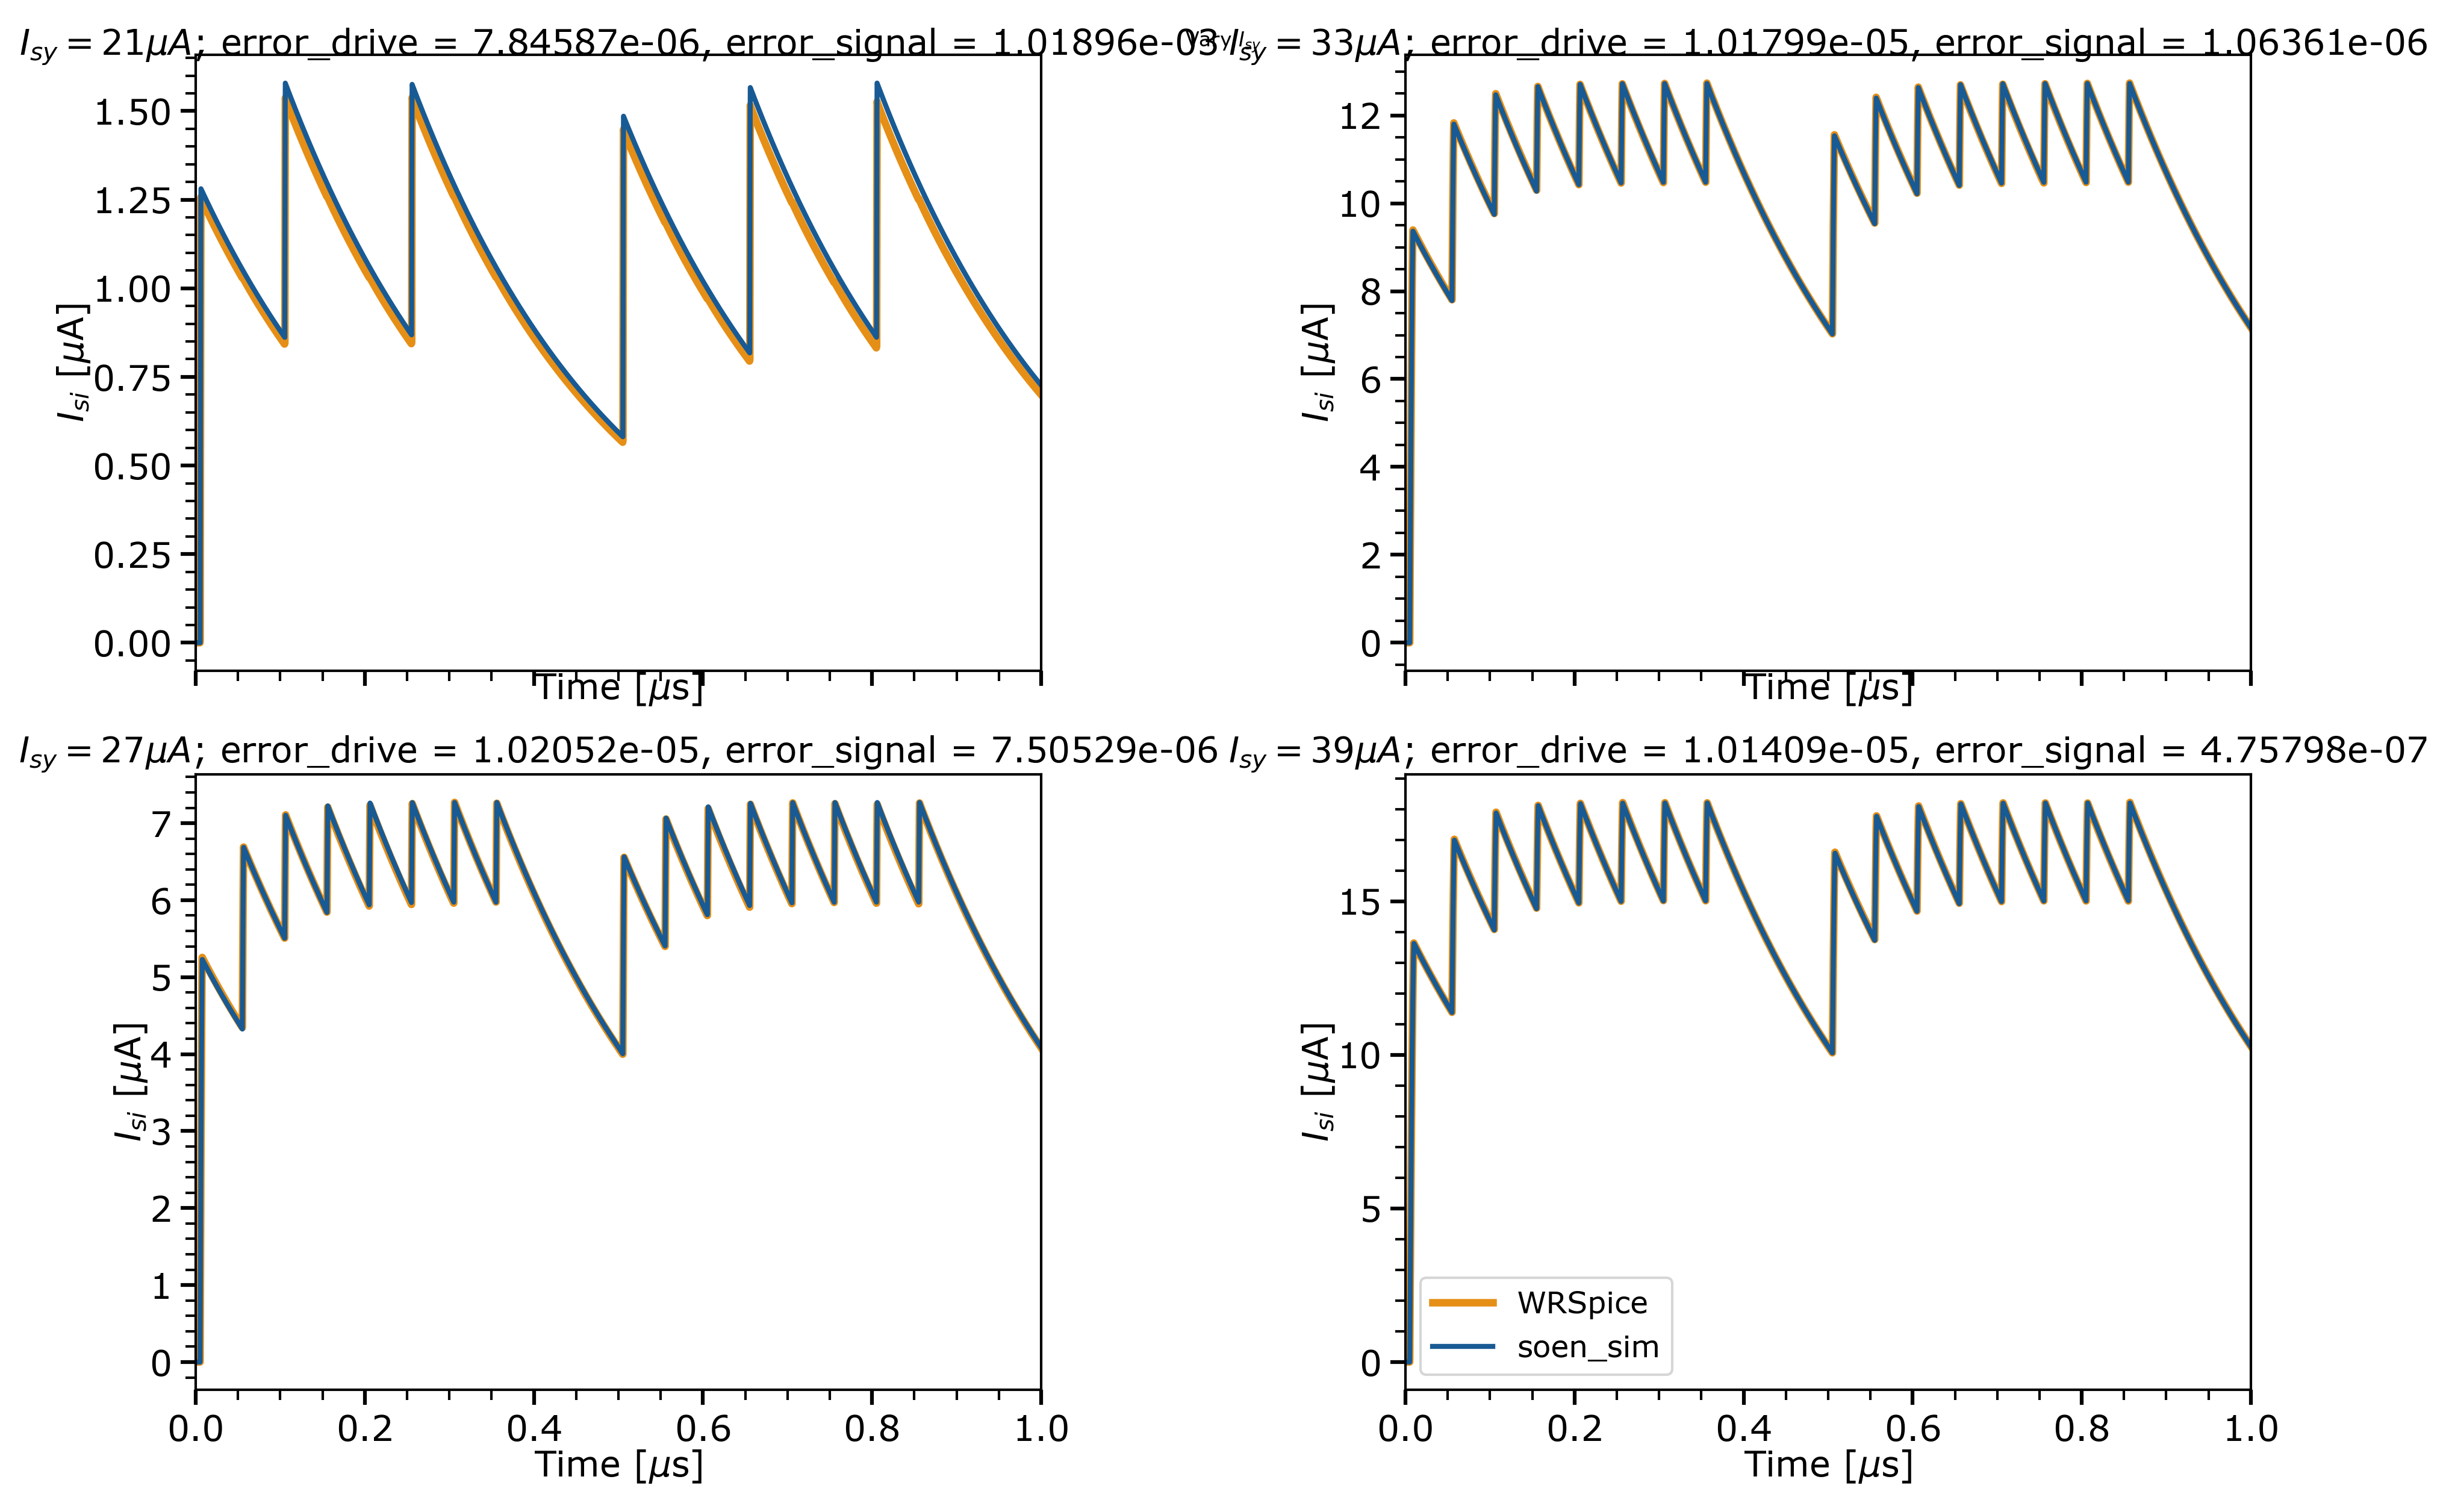 I_sy = 21μA; error_drive = 7.84587e-06, error_signal = 1.01896e-03
Vary I_sy
I_sy = 33μA; error_drive = 1.01799e-05, error_signal = 1.06361e-06
1.50
1.25
1.00
0.75
0.50
0.25
0.00
I_si [μA]
Time [μs]
12
10
8
6
4
2
0
I_si [μA]
Time [μs]
I_sy = 27μA; error_drive = 1.02052e-05, error_signal = 7.50529e-06
I_sy = 39μA; error_drive = 1.01409e-05, error_signal = 4.75798e-07
7
6
5
4
3
2
1
0
I_si [μA]
0.0 0.2 0.4 0.6 0.8 1.0
Time [μs]
15
10
5
0
I_si [μA]
WRSpice
soen_sim
0.0 0.2 0.4 0.6 0.8 1.0
Time [μs]